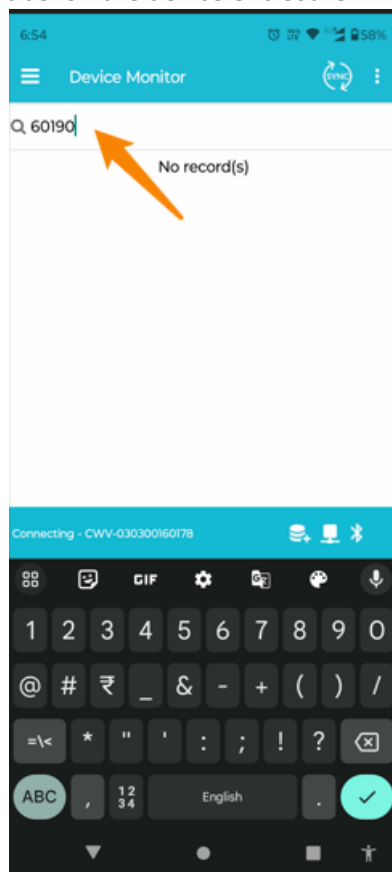 6:54 58%
Device Monitor SYNC
60190
No record(s)
Connecting - CWV-030300160178
GIF
1 2 3 4 5 6 7 8 9 0
@ # ₹ _ & - + ( ) /
=\< * " ' : ; ! ?
ABC , 12 34 English .